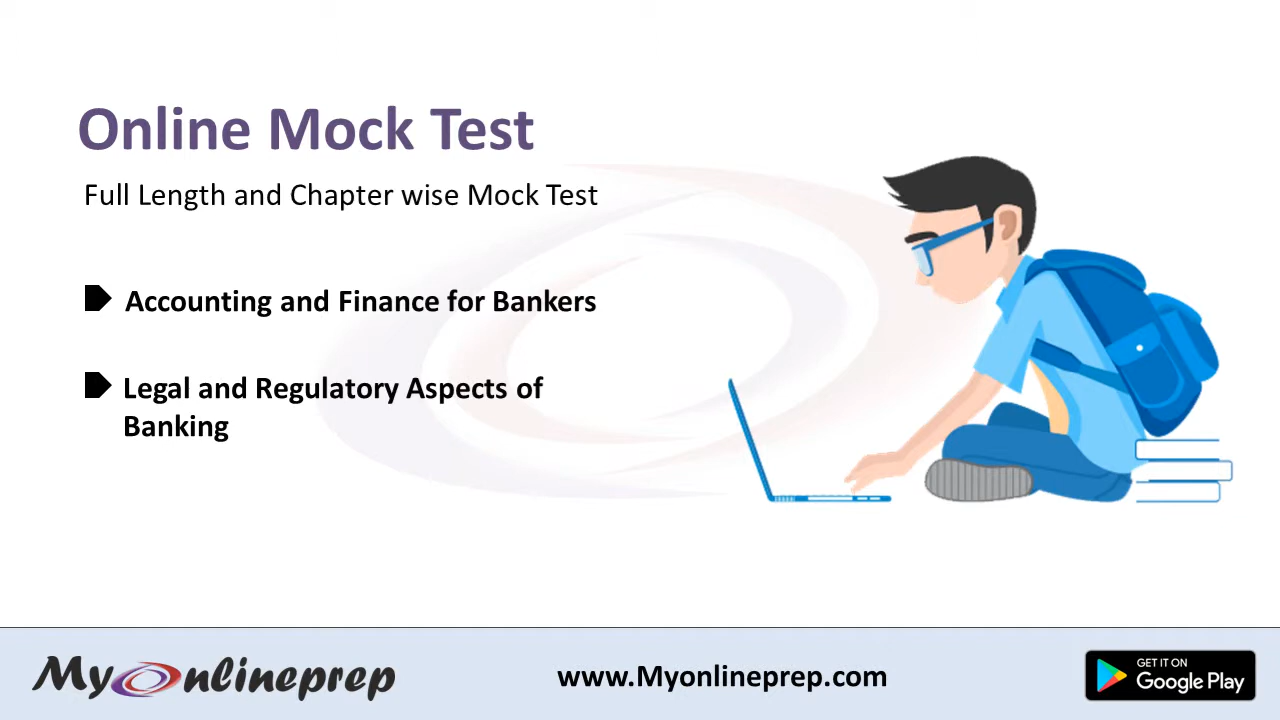 Online Mock Test
Full Length and Chapter wise Mock Test
Accounting and Finance for Bankers
Legal and Regulatory Aspects of
Banking
MyOnlineprep
www.Myonlineprep.com
GET IT ON
Google Play